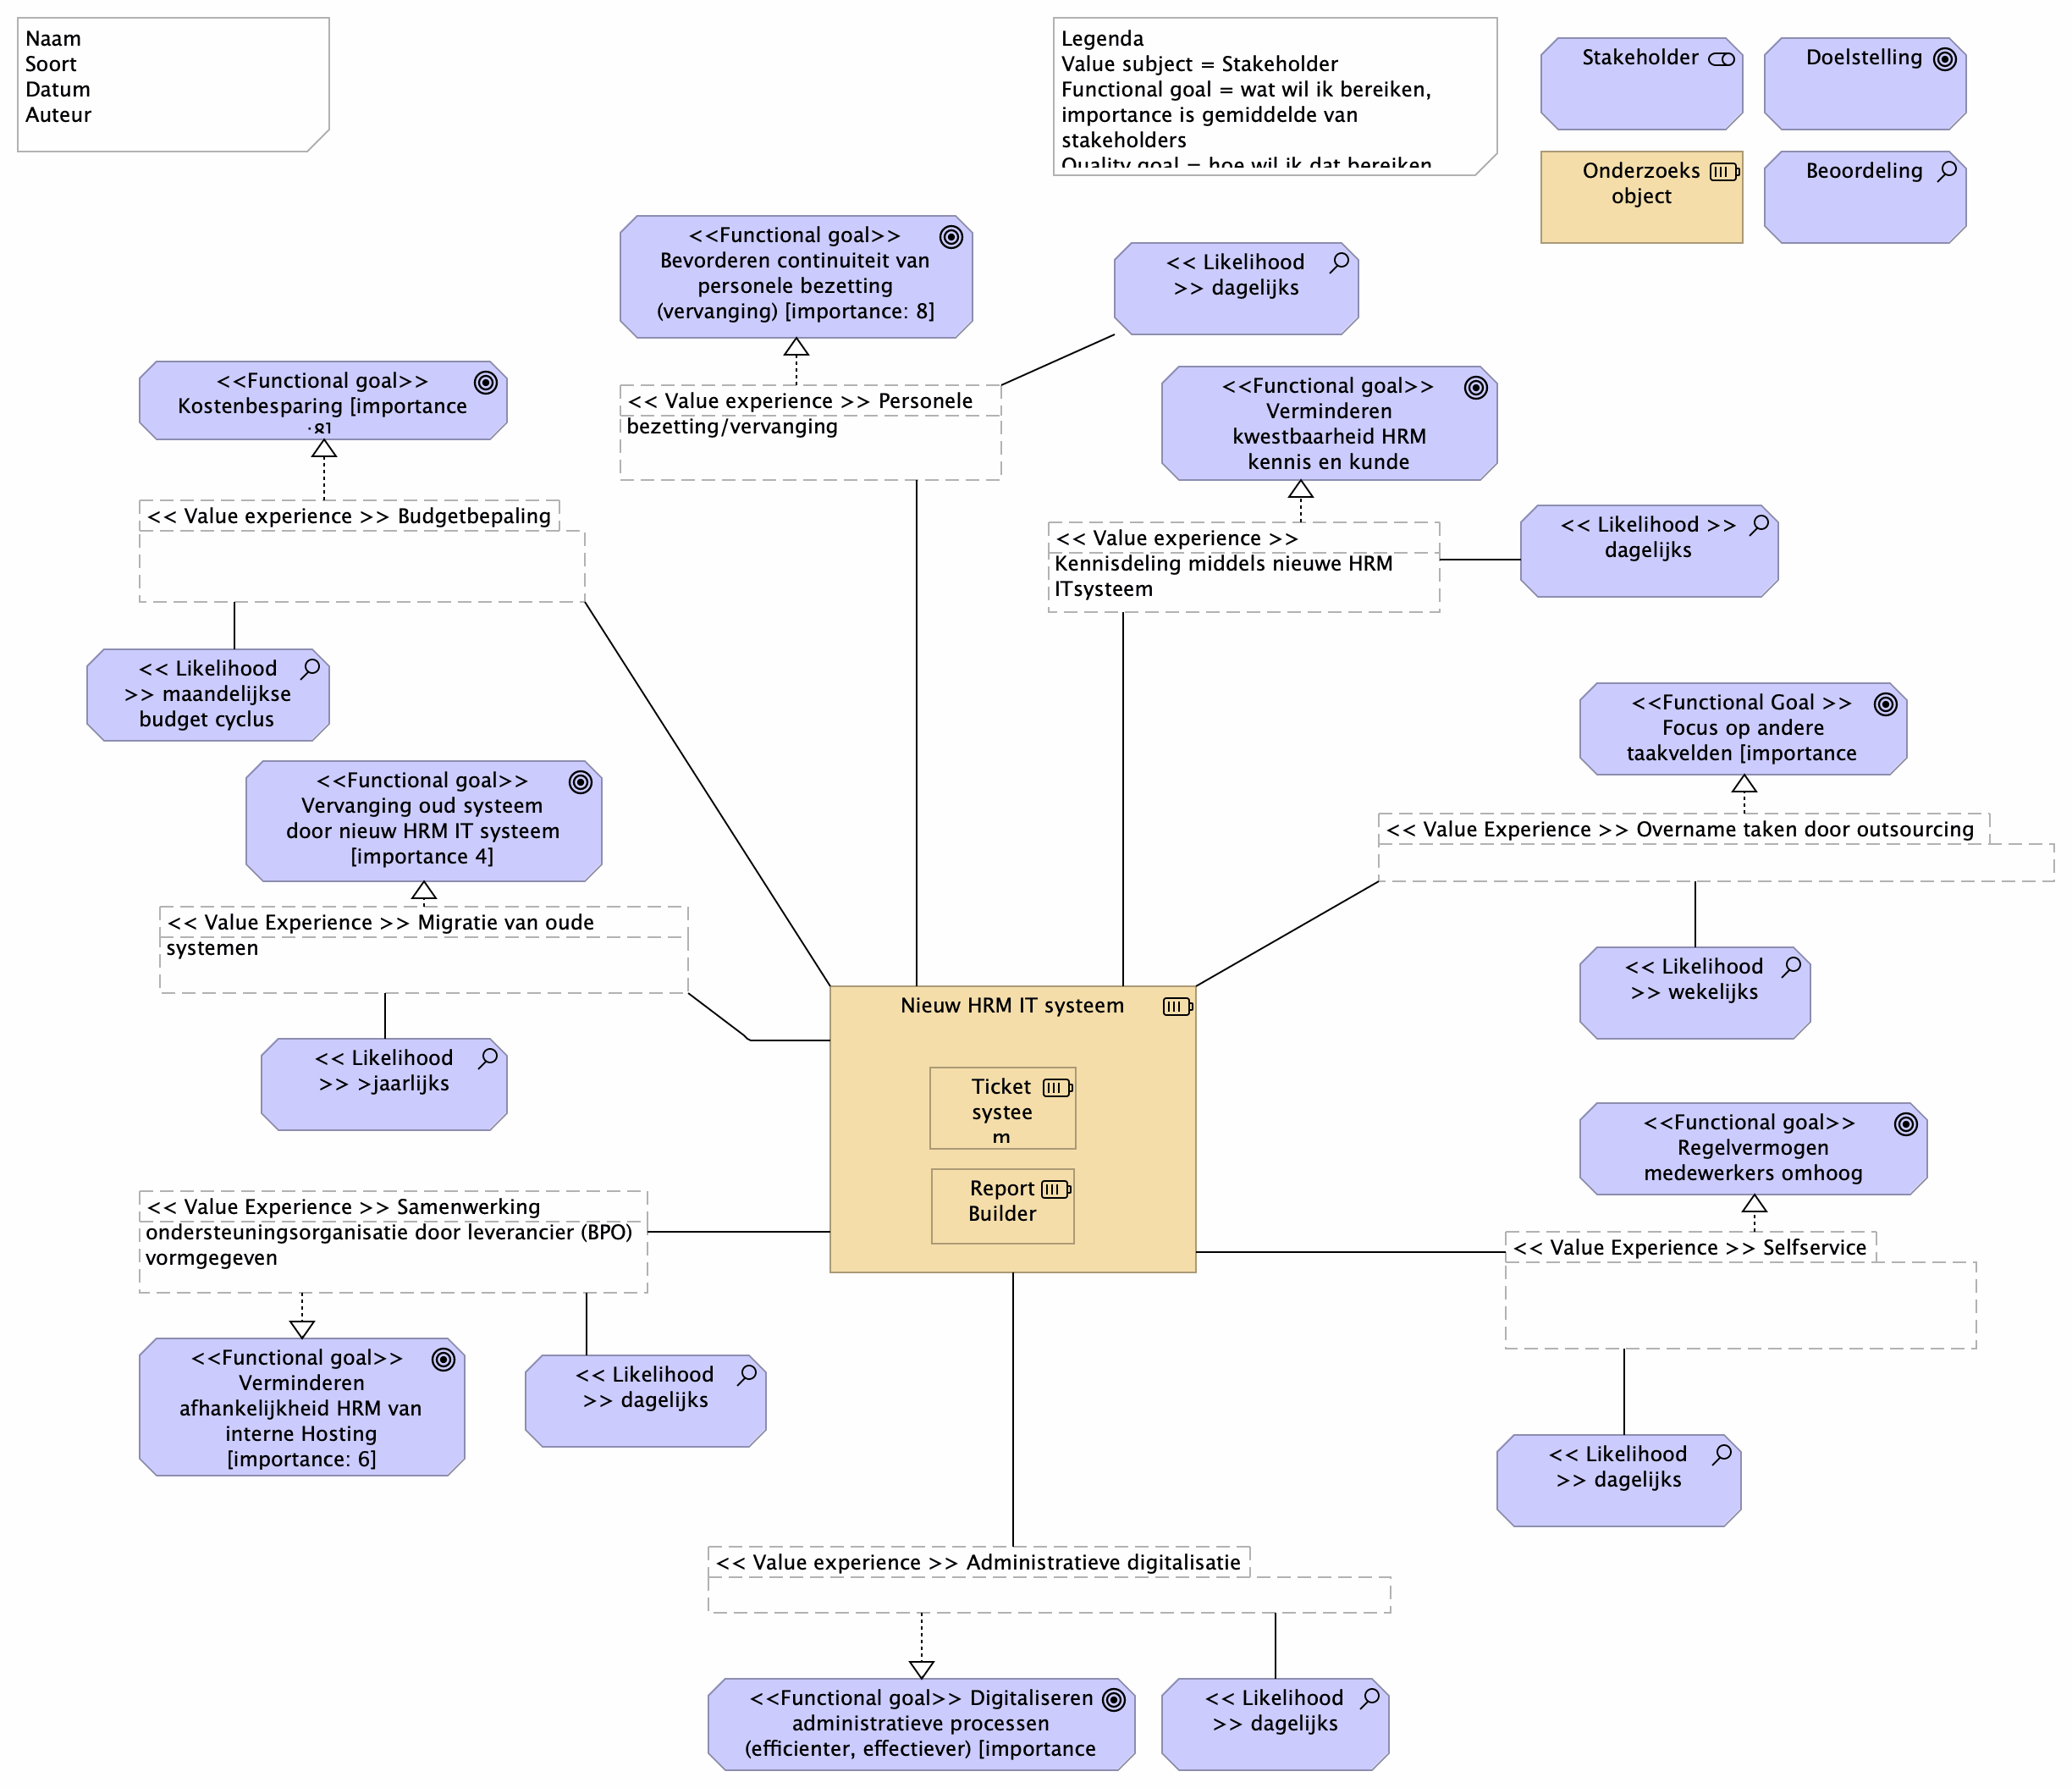 Naam
Soort
Datum
Auteur
Legenda
Value subject = Stakeholder
Functional goal = wat wil ik bereiken,
importance is gemiddelde van
stakeholders
Quality goal = hoe wil ik dat bereiken
Stakeholder
Doelstelling
Onderzoeks
object
Beoordeling
<<Functional goal>>
Bevorderen continuiteit van
personele bezetting
(vervanging) [importance: 8]
<< Likelihood
>> dagelijks
<<Functional goal>>
Kostenbesparing [importance
:8]
<< Value experience >> Personele
bezetting/vervanging
<<Functional goal>>
Verminderen
kwestbaarheid HRM
kennis en kunde
<< Value experience >> Budgetbepaling
<< Value experience >>
Kennisdeling middels nieuwe HRM
ITsysteem
<< Likelihood >>
dagelijks
<< Likelihood
>> maandelijkse
budget cyclus
<<Functional Goal >>
Focus op andere
taakvelden [importance
<<Functional goal>>
Vervanging oud systeem
door nieuw HRM IT systeem
[importance 4]
<< Value Experience >> Overname taken door outsourcing
<< Value Experience >> Migratie van oude
systemen
<< Likelihood
>> wekelijks
Nieuw HRM IT systeem
<< Likelihood
>> >jaarlijks
Ticket
systee
m
Report
Builder
<<Functional goal>>
Regelvermogen
medewerkers omhoog
<< Value Experience >> Samenwerking
ondersteuningsorganisatie door leverancier (BPO)
vormgegeven
<< Value Experience >> Selfservice
<<Functional goal>>
Verminderen
afhankelijkheid HRM van
interne Hosting
[importance: 6]
<< Likelihood
>> dagelijks
<< Likelihood
>> dagelijks
<< Value experience >> Administratieve digitalisatie
<<Functional goal>> Digitaliseren
administratieve processen
(efficienter, effectiever) [importance
<< Likelihood
>> dagelijks